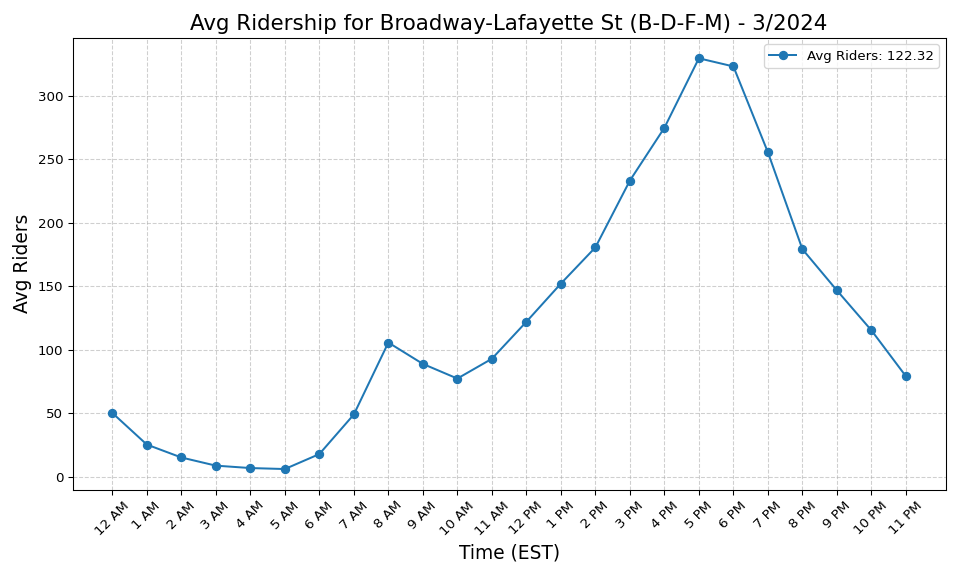 Avg Ridership for Broadway-Lafayette St (B-D-F-M) - 3/2024
Avg Riders: 122.32
Avg Riders
300
250
200
150
100
50
0
12 AM
1 AM
2 AM
3 AM
4 AM
5 AM
6 AM
7 AM
8 AM
9 AM
10 AM
11 AM
12 PM
1 PM
2 PM
3 PM
4 PM
5 PM
6 PM
7 PM
8 PM
9 PM
10 PM
11 PM
Time (EST)